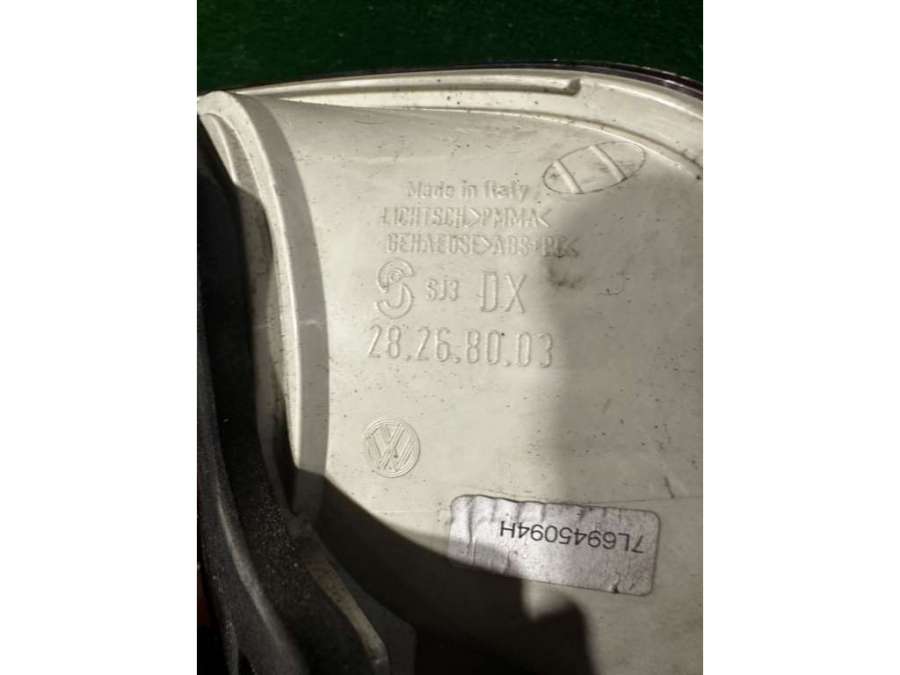 Made in Italy
LICHTSCH>PMMA<
GEHAEUSE>ABS+PC<
SJ3 DX
28.26.80.03
7L6945094H